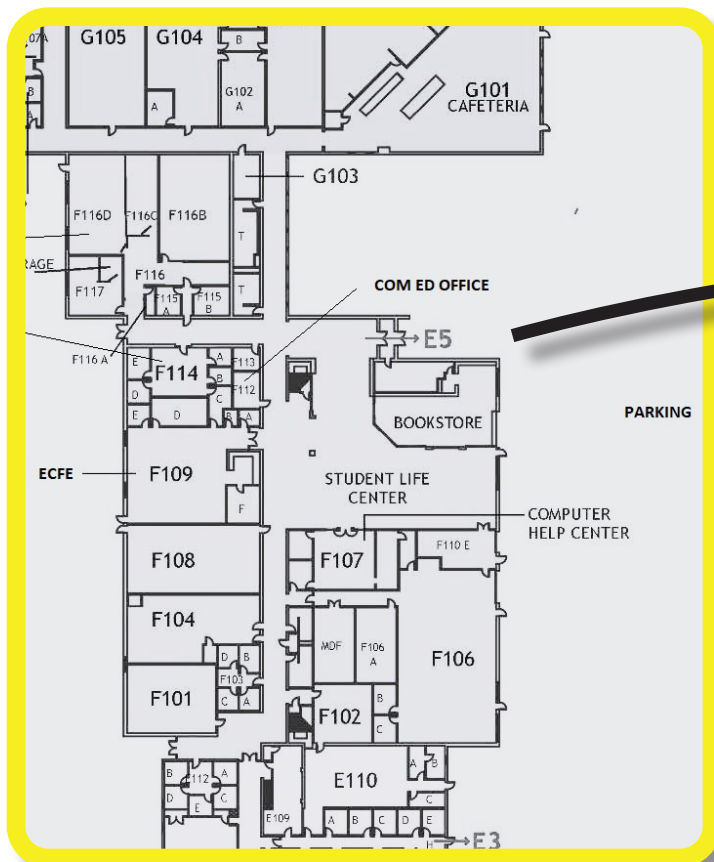 G105
G104
B
07A
G102
A
G101
CAFETERIA
B
A
A
G103
F116D
F116C
F116B
T
RAGE
F116
F117
F115
A
F115
B
T
COM ED OFFICE
E5
F116 A
E
F114
A
F113
B
F112
D
C
E
D
B
A
BOOKSTORE
PARKING
ECFE
F109
F
STUDENT LIFE
CENTER
COMPUTER
HELP CENTER
F107
F110 E
F108
F104
MDF
F106
A
F106
D
B
F103
F101
C
A
F102
B
C
B
A
E112
D
C
E
E110
A
B
C
E109
A
B
C
D
E
H
E3